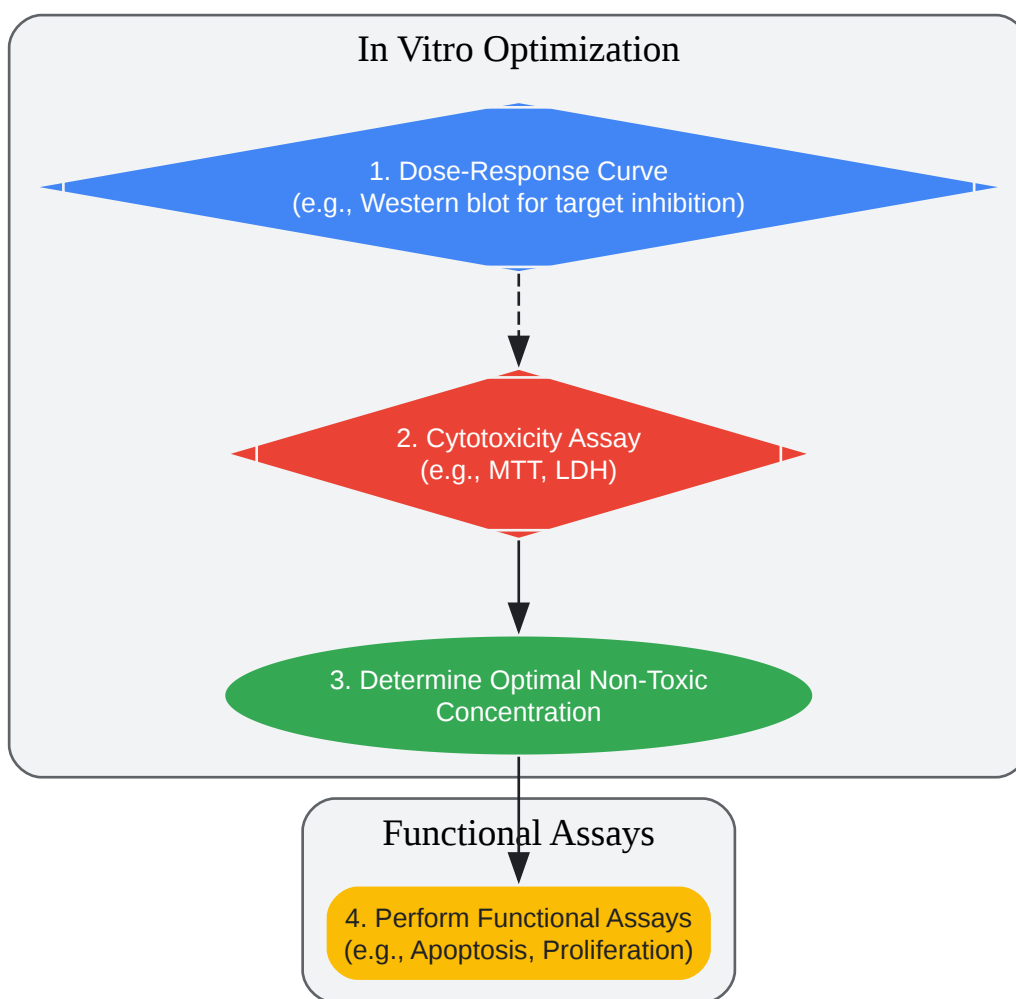 In Vitro Optimization
1. Dose-Response Curve
(e.g., Western blot for target inhibition)
2. Cytotoxicity Assay
(e.g., MTT, LDH)
3. Determine Optimal Non-Toxic
Concentration
Functional Assays
4. Perform Functional Assays
(e.g., Apoptosis, Proliferation)